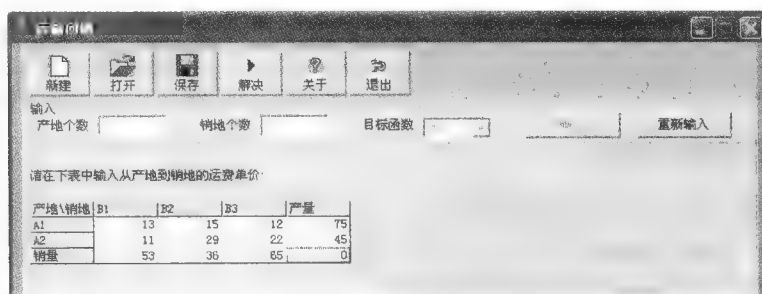 新建 打开 保存 解决 关于 退出
输入
产地个数 销地个数 目标函数 重新输入
请在下表中输入从产地到销地的运费单价
产地\销地 B1 B2 B3 产量
A1 13 15 12 75
A2 11 29 22 45
销量 53 36 65 0